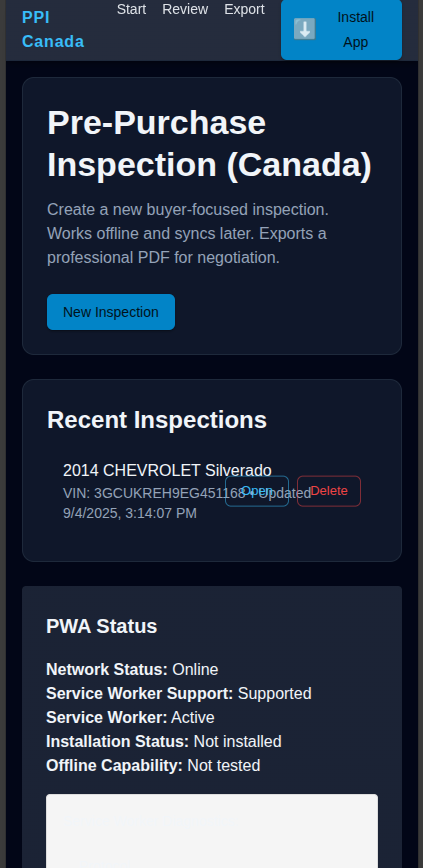 PPI
Canada
Start Review Export
Install
App
Pre-Purchase
Inspection (Canada)
Create a new buyer-focused inspection.
Works offline and syncs later. Exports a
professional PDF for negotiation.
New Inspection
Recent Inspections
2014 CHEVROLET Silverado
VIN: 3GCUKREH9EG451168 • Updated
9/4/2025, 3:14:07 PM
Open
Delete
PWA Status
Network Status: Online
Service Worker Support: Supported
Service Worker: Active
Installation Status: Not installed
Offline Capability: Not tested